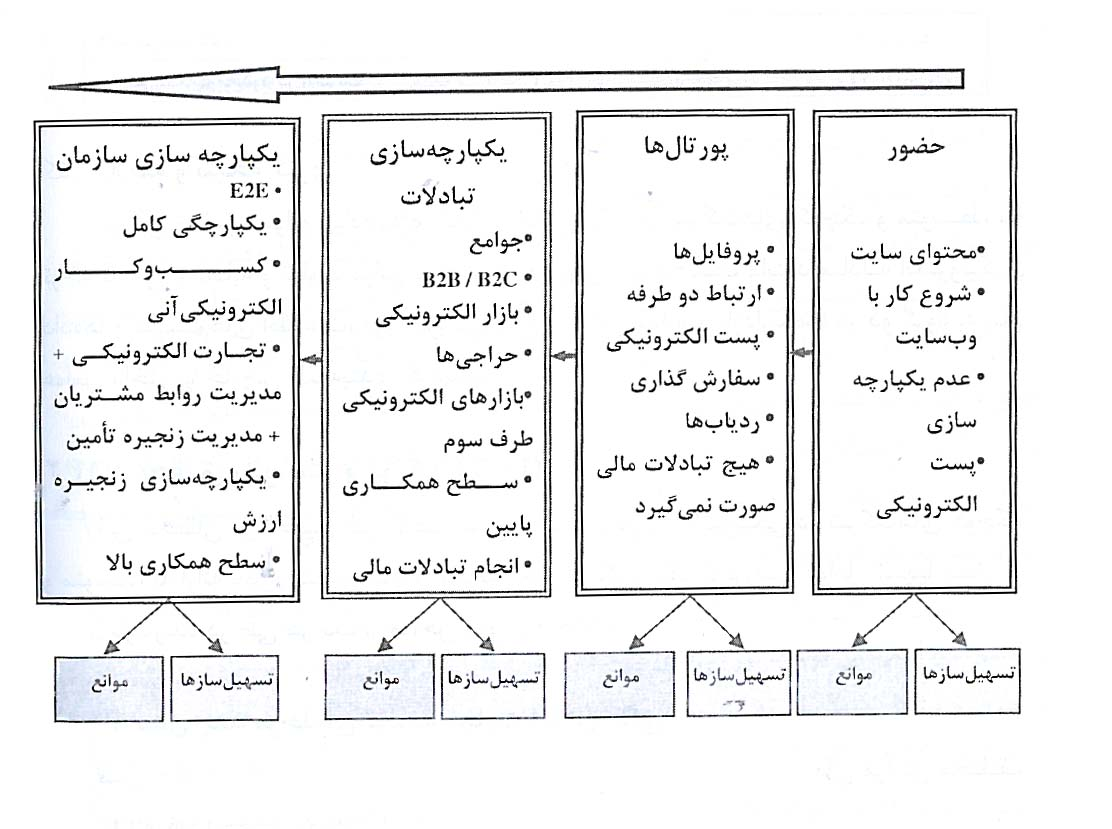 حضور
•محتوای سایت
• شروع کار با
وب‌سایت
• عدم یکپارچه
سازی
•پست
الکترونیکی
پورتال‌ها
• پروفایل‌ها
• ارتباط دو طرفه
• پست الکترونیکی
• سفارش گذاری
• ردیاب‌ها
• هیچ تبادلات مالی
صورت نمی‌گیرد
یکپارچه‌سازی
تبادلات
•جوامع
• B2B / B2C
• بازار الکترونیکی
• حراجی‌ها
•بازارهای الکترونیکی
طرف سوم
• سطح همکاری
پایین
• انجام تبادلات مالی
یکپارچه سازی سازمان
• E2E
• یکپارچگی کامل
• کسب‌وکار
الکترونیکی آنی
• تجارت الکترونیکی +
مدیریت روابط مشتریان
+ مدیریت زنجیره تأمین
• یکپارچه‌سازی زنجیره
ارزش
• سطح همکاری بالا
تسهیل‌سازها
موانع
تسهیل‌سازها
موانع
تسهیل‌سازها
موانع
تسهیل‌سازها
موانع